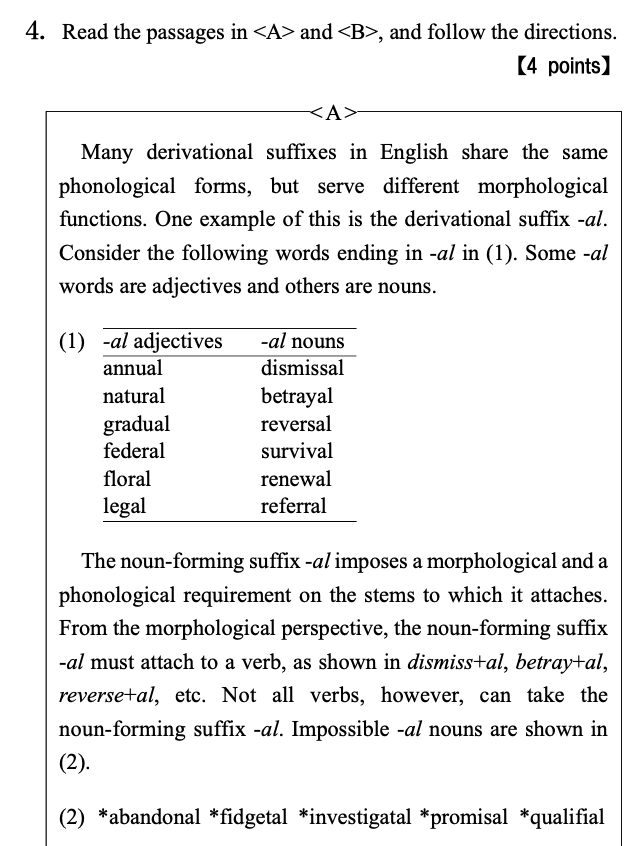 4. Read the passages in <A> and <B>, and follow the directions.
【4 points】
<A>
Many derivational suffixes in English share the same
phonological forms, but serve different morphological
functions. One example of this is the derivational suffix -al.
Consider the following words ending in -al in (1). Some -al
words are adjectives and others are nouns.
(1) -al adjectives -al nouns
annual dismissal
natural betrayal
gradual reversal
federal survival
floral renewal
legal referral
The noun-forming suffix -al imposes a morphological and a
phonological requirement on the stems to which it attaches.
From the morphological perspective, the noun-forming suffix
-al must attach to a verb, as shown in dismiss+al, betray+al,
reverse+al, etc. Not all verbs, however, can take the
noun-forming suffix -al. Impossible -al nouns are shown in
(2).
(2) *abandonal *fidgetal *investigatal *promisal *qualifial